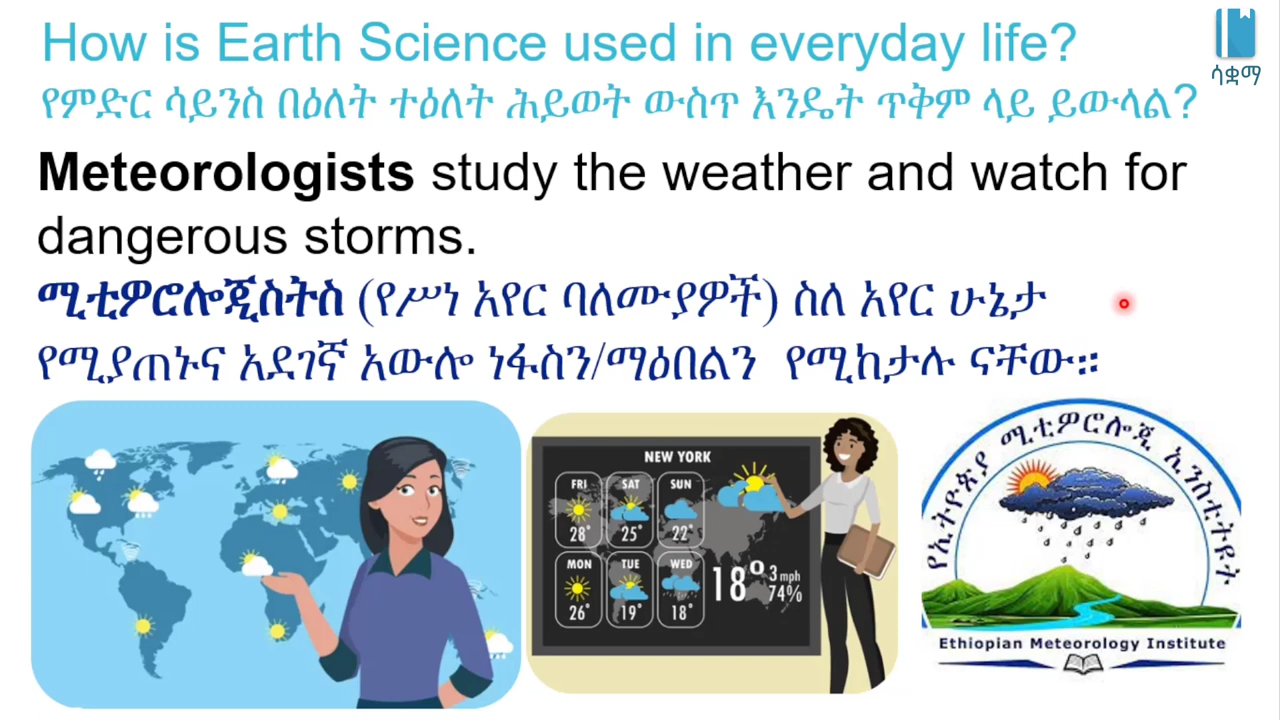 How is Earth Science used in everyday life?
ሳቋማ
የምድር ሳይንስ በዕለት ተዕለት ሕይወት ውስጥ እንዴት ጥቅም ላይ ይውላል?
Meteorologists study the weather and watch for
dangerous storms.
ሚቲዎሮሎጂስትስ (የሥነ አየር ባለሙያዎች) ስለ አየር ሁኔታ
የሚያጠኑና አደገኛ አውሎ ነፋስን/ማዕበልን የሚከታሉ ናቸው።
NEW YORK
FRI SAT SUN
28° 25° 22°
MON TUE WED
26° 19° 18°
18° 3 mph
74%
የኢትዮጵያ ሚቲዎሮሎጂ ኢንስቲትዩት
Ethiopian Meteorology Institute